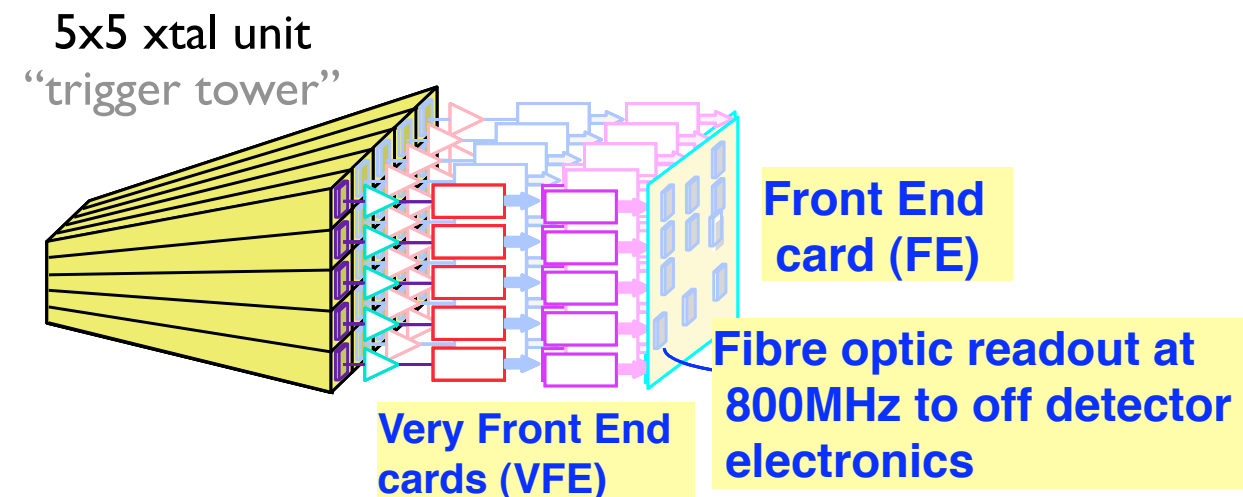 5x5 xtal unit
“trigger tower”
Front End
card (FE)
Fibre optic readout at
800MHz to off detector
electronics
Very Front End
cards (VFE)